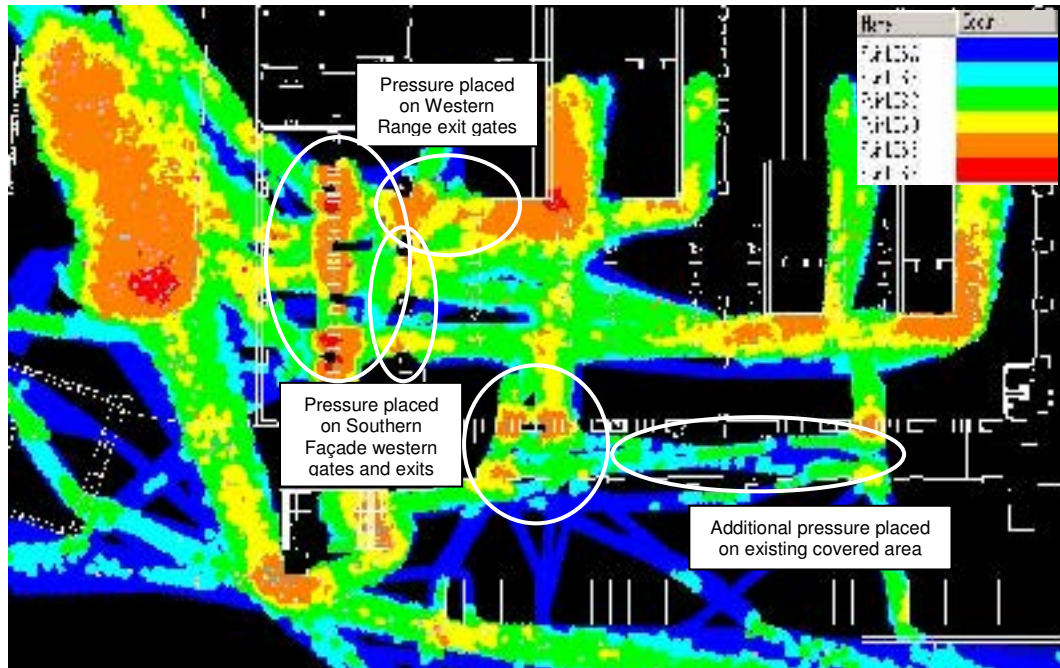 Pressure placed
on Western
Range exit gates
Pressure placed
on Southern
Façade western
gates and exits
Additional pressure placed
on existing covered area